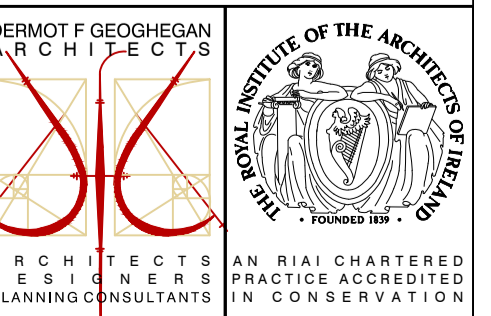 DERMOT F GEOGHEGAN
ARCHITECTS
RCHITECTS
ESIGNERS
LANNING CONSULTANTS
THE ROYAL INSTITUTE OF THE ARCHITECTS OF IRELAND
• FOUNDED 1839 •
AN RIAI CHARTERED
PRACTICE ACCREDITED
IN CONSERVATION